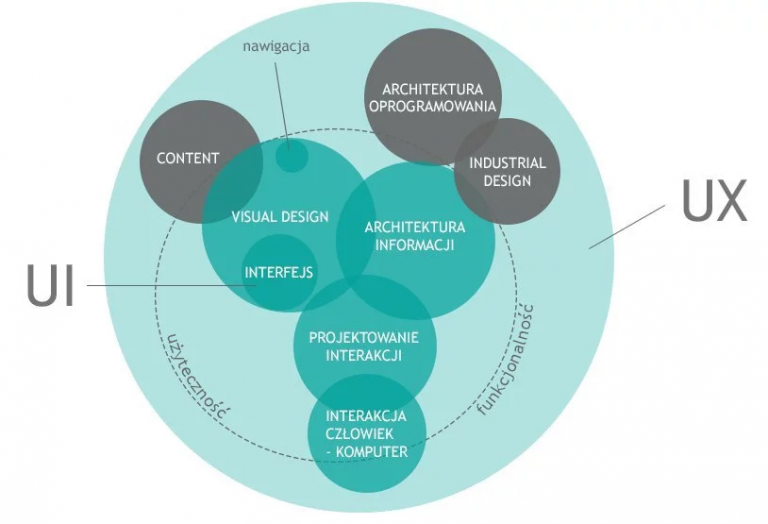 nawigacja
ARCHITEKTURA
OPROGRAMOWANIA
CONTENT
INDUSTRIAL
DESIGN
UX
VISUAL DESIGN
ARCHITEKTURA
INFORMACJI
INTERFEJS
UI
PROJEKTOWANIE
INTERAKCJI
użyteczność
funkcjonalność
INTERAKCJA
CZŁOWIEK
- KOMPUTER